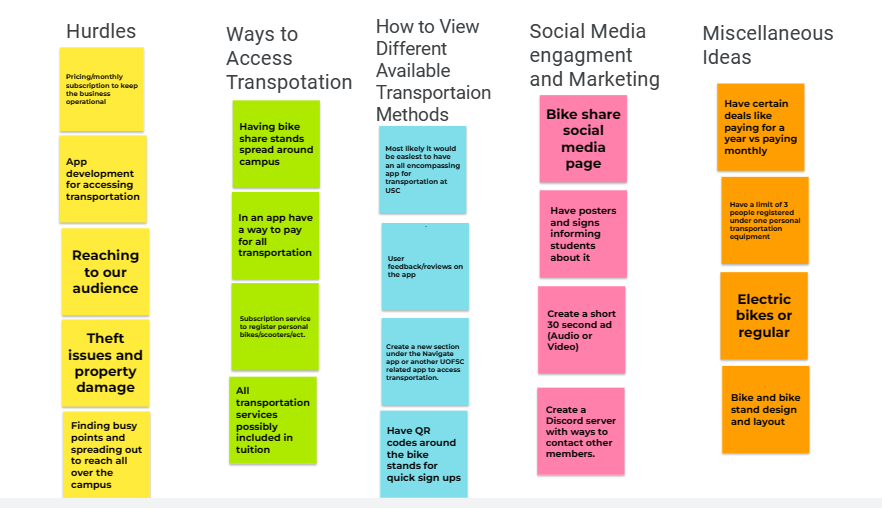 Hurdles
Pricing/monthly
subscription to keep
the business
operational
App
development
for accessing
transportation
Reaching
to our
audience
Theft
issues and
property
damage
Finding busy
points and
spreading out
to reach all
over the
campus
Ways to
Access
Transpotation
Having bike
share stands
spread around
campus
In an app have
a way to pay
for all
transportation
Subscription service
to register personal
bikes/scooters/ect.
All
transportation
services
possibly
included in
tuition
How to View
Different
Available
Transportaion
Methods
Most likely it would
be easiest to have
an all encompassing
app for
transportation at
USC
User
feedback/reviews on
the app
Create a new section
under the Navigate
app or another UOFSC
related app to access
transportation.
Have QR
codes around
the bike
stands for
quick sign ups
Social Media
engagment
and Marketing
Bike share
social
media
page
Have posters
and signs
informing
students
about it
Create a short
30 second ad
(Audio or
Video)
Create a
Discord server
with ways to
contact other
members.
Miscellaneous
Ideas
Have certain
deals like
paying for a
year vs paying
monthly
Have a limit of 3
people registered
under one personal
transportation
equipment
Electric
bikes or
regular
Bike and bike
stand design
and layout